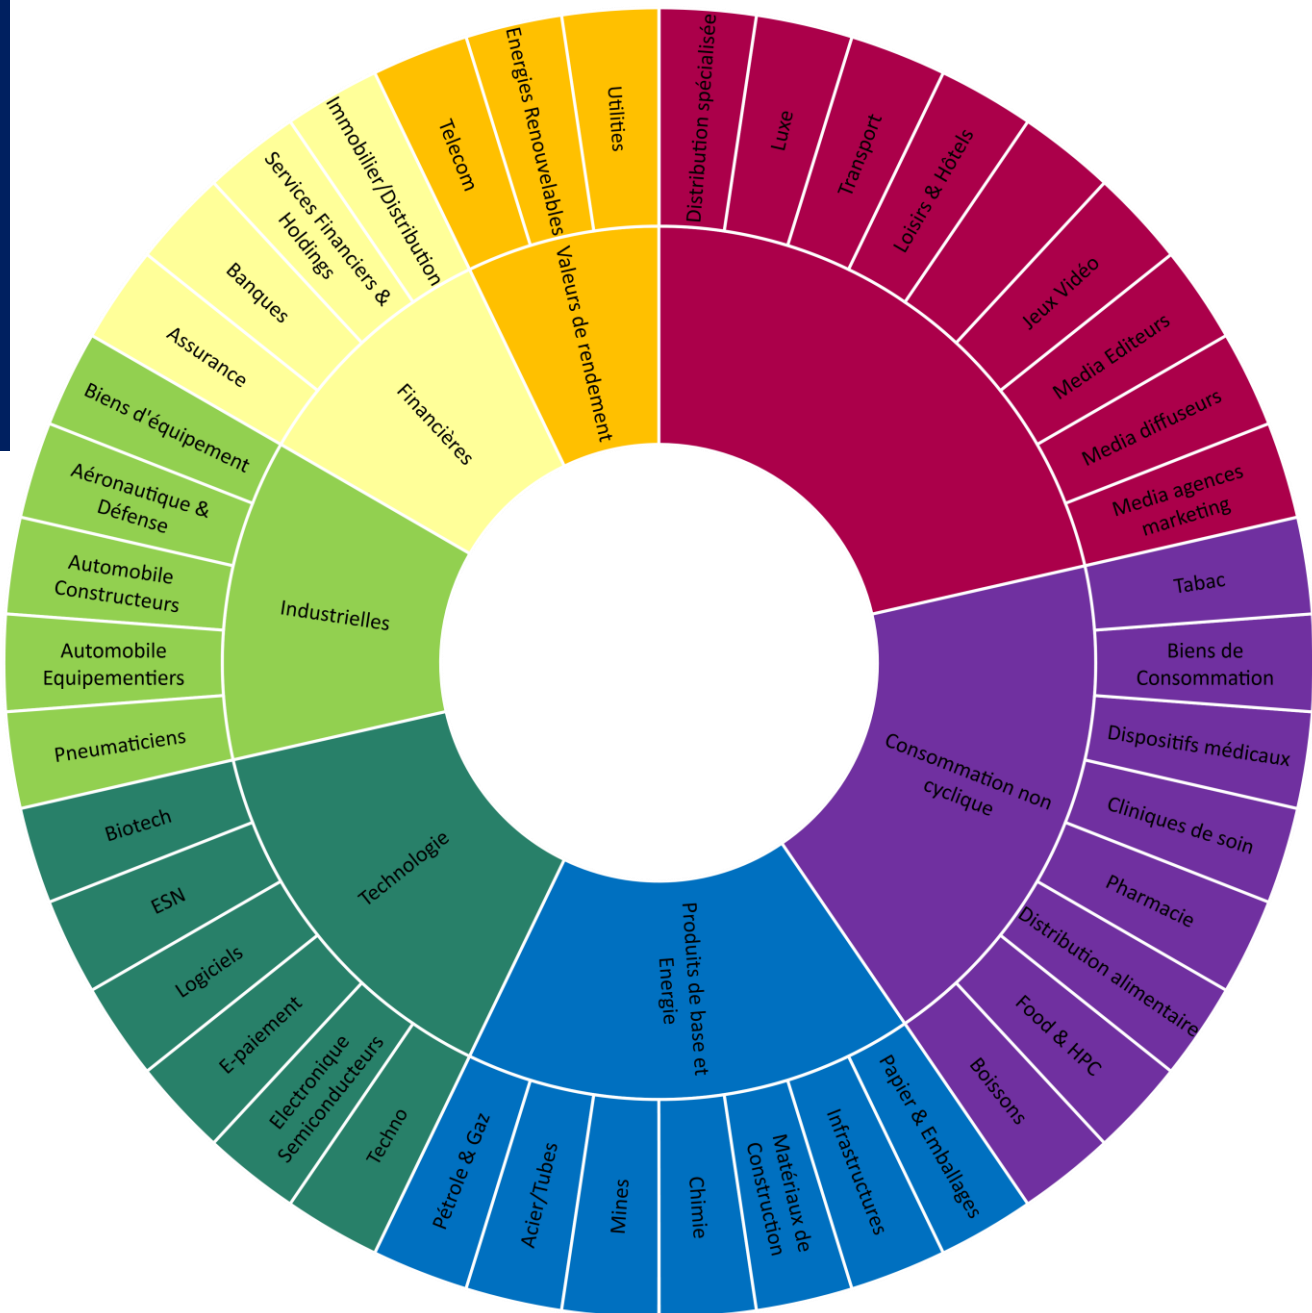 Distribution spécialisée
Luxe
Transport
Loisirs & Hôtels
Jeux Vidéo
Media Editeurs
Media diffuseurs
Media agences
marketing
Consommation non
cyclique
Tabac
Biens de
Consommation
Dispositifs médicaux
Cliniques de soin
Pharmacie
Distribution alimentaire
Food & HPC
Boissons
Produits de base et
Energie
Papier & Emballages
Infrastructures
Matériaux de
Construction
Chimie
Mines
Acier/Tubes
Pétrole & Gaz
Technologie
Techno
Electronique
Semiconducteurs
E-paiement
Logiciels
ESN
Biotech
Industrielles
Pneumaticiens
Automobile
Equipementiers
Automobile
Constructeurs
Aéronautique &
Défense
Biens d'équipement
Financières
Assurance
Banques
Services Financiers &
Holdings
Immobilier/Distribution
Valeurs de rendement
Telecom
Energies Renouvelables
Utilities